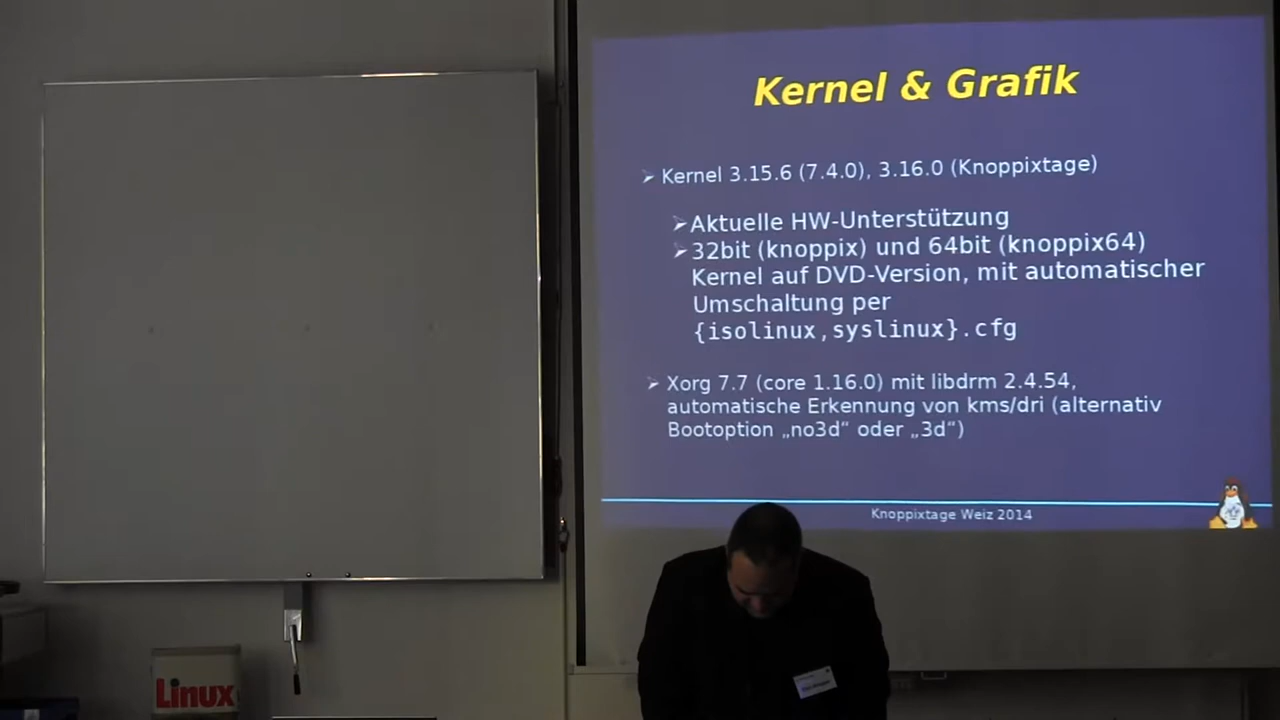 Kernel & Grafik
Kernel 3.15.6 (7.4.0), 3.16.0 (Knoppixtage)
Aktuelle HW-Unterstützung
32bit (knoppix) und 64bit (knoppix64)
Kernel auf DVD-Version, mit automatischer
Umschaltung per
{isolinux,syslinux}.cfg
Xorg 7.7 (core 1.16.0) mit libdrm 2.4.54,
automatische Erkennung von kms/dri (alternativ
Bootoption „no3d“ oder „3d“)
Knoppixtage Weiz 2014
Linux